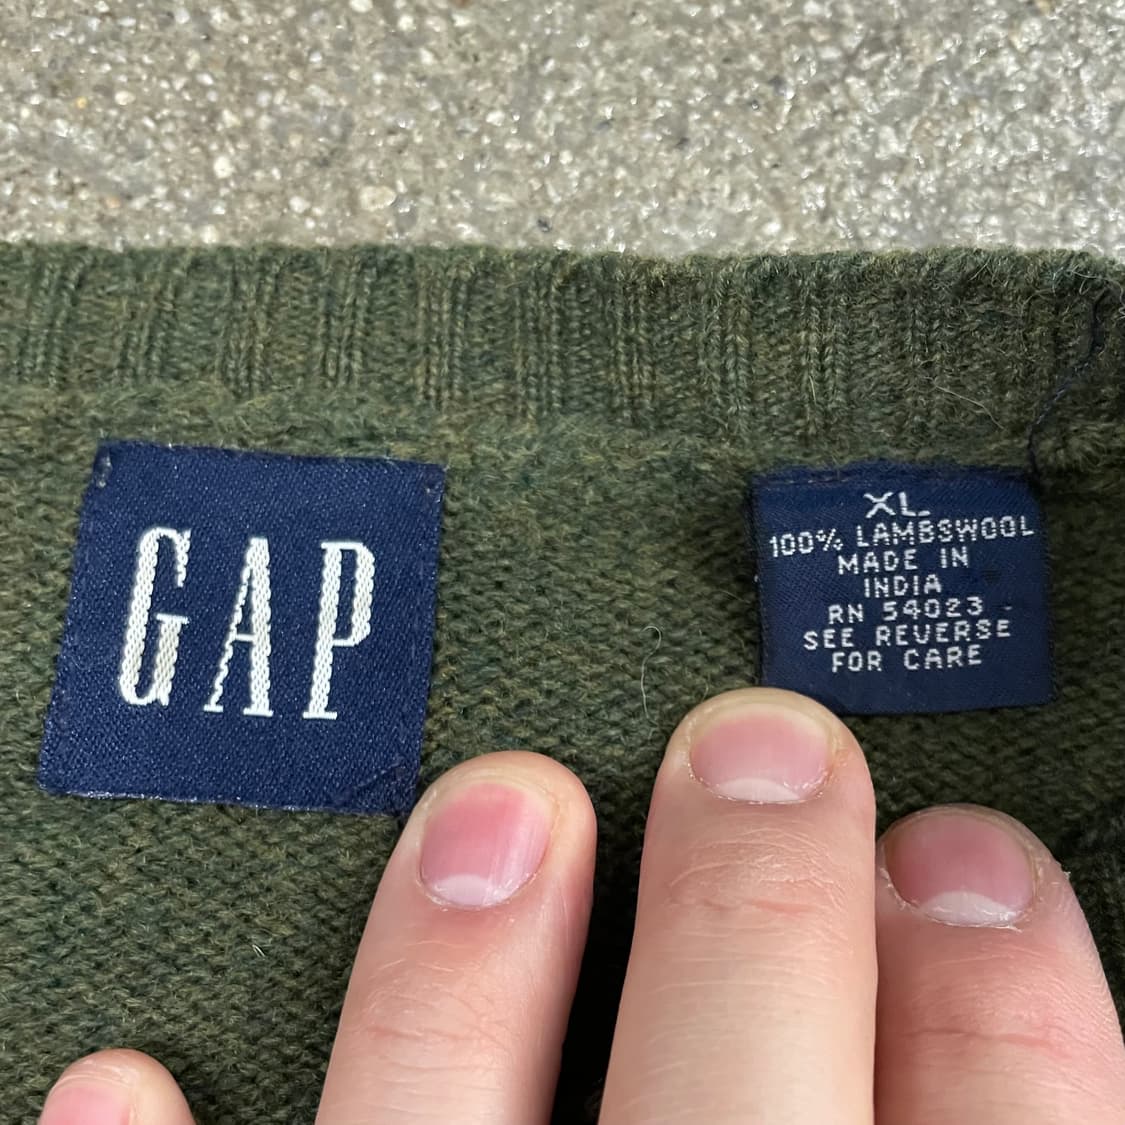 GAP
XL
100% LAMBSWOOL
MADE IN
INDIA
RN 54023
SEE REVERSE
FOR CARE